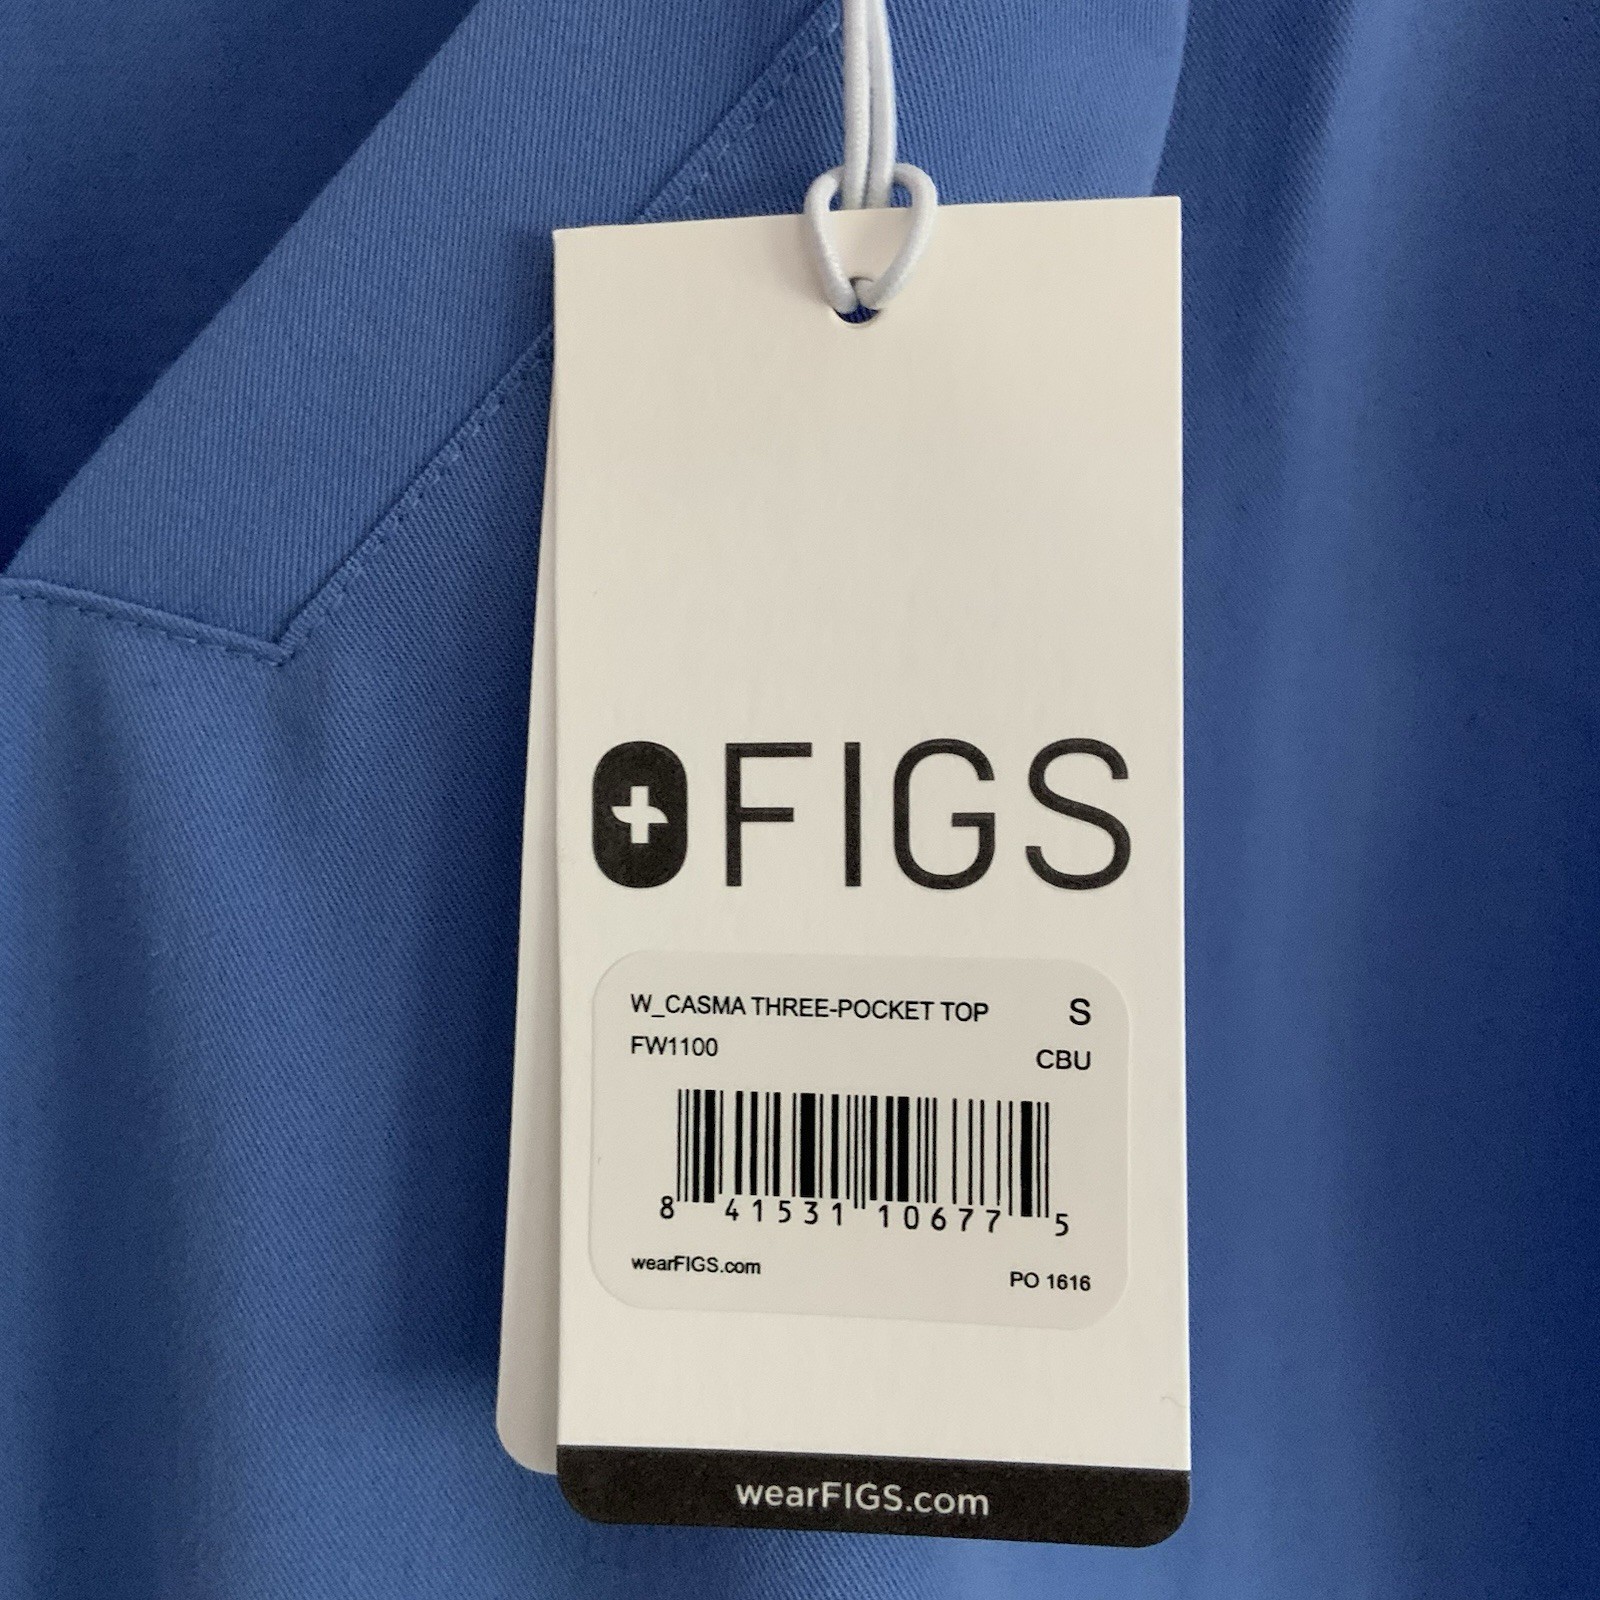 FIGS
W_CASMA THREE-POCKET TOP S
FW1100 CBU
8 41531 10677 5
wearFIGS.com PO 1616
wearFIGS.com